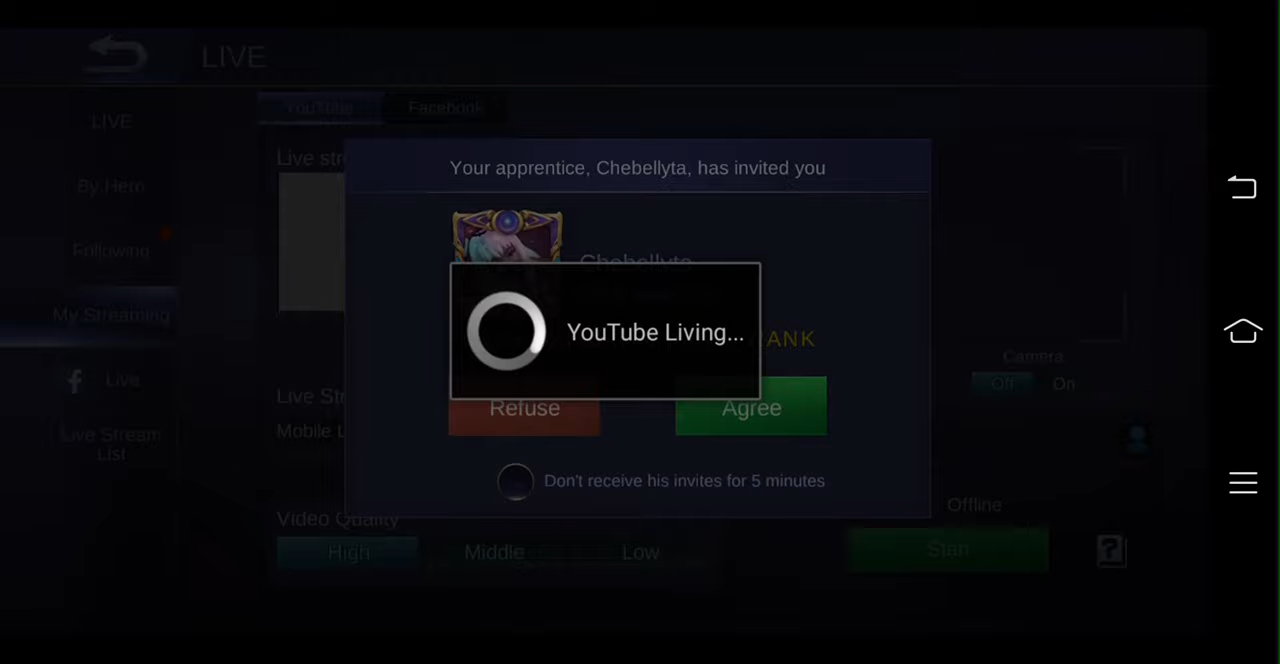 LIVE
YouTube
Facebook
LIVE
By Hero
Following
My Streaming
Live
Live Stream
List
Live str
Your apprentice, Chebellyta, has invited you
Chebellyta
YouTube Living...
ANK
Refuse
Agree
Don't receive his invites for 5 minutes
Live Str
Mobile L
Camera
Off
On
Video Quality
High
Middle
Low
Offline
Start